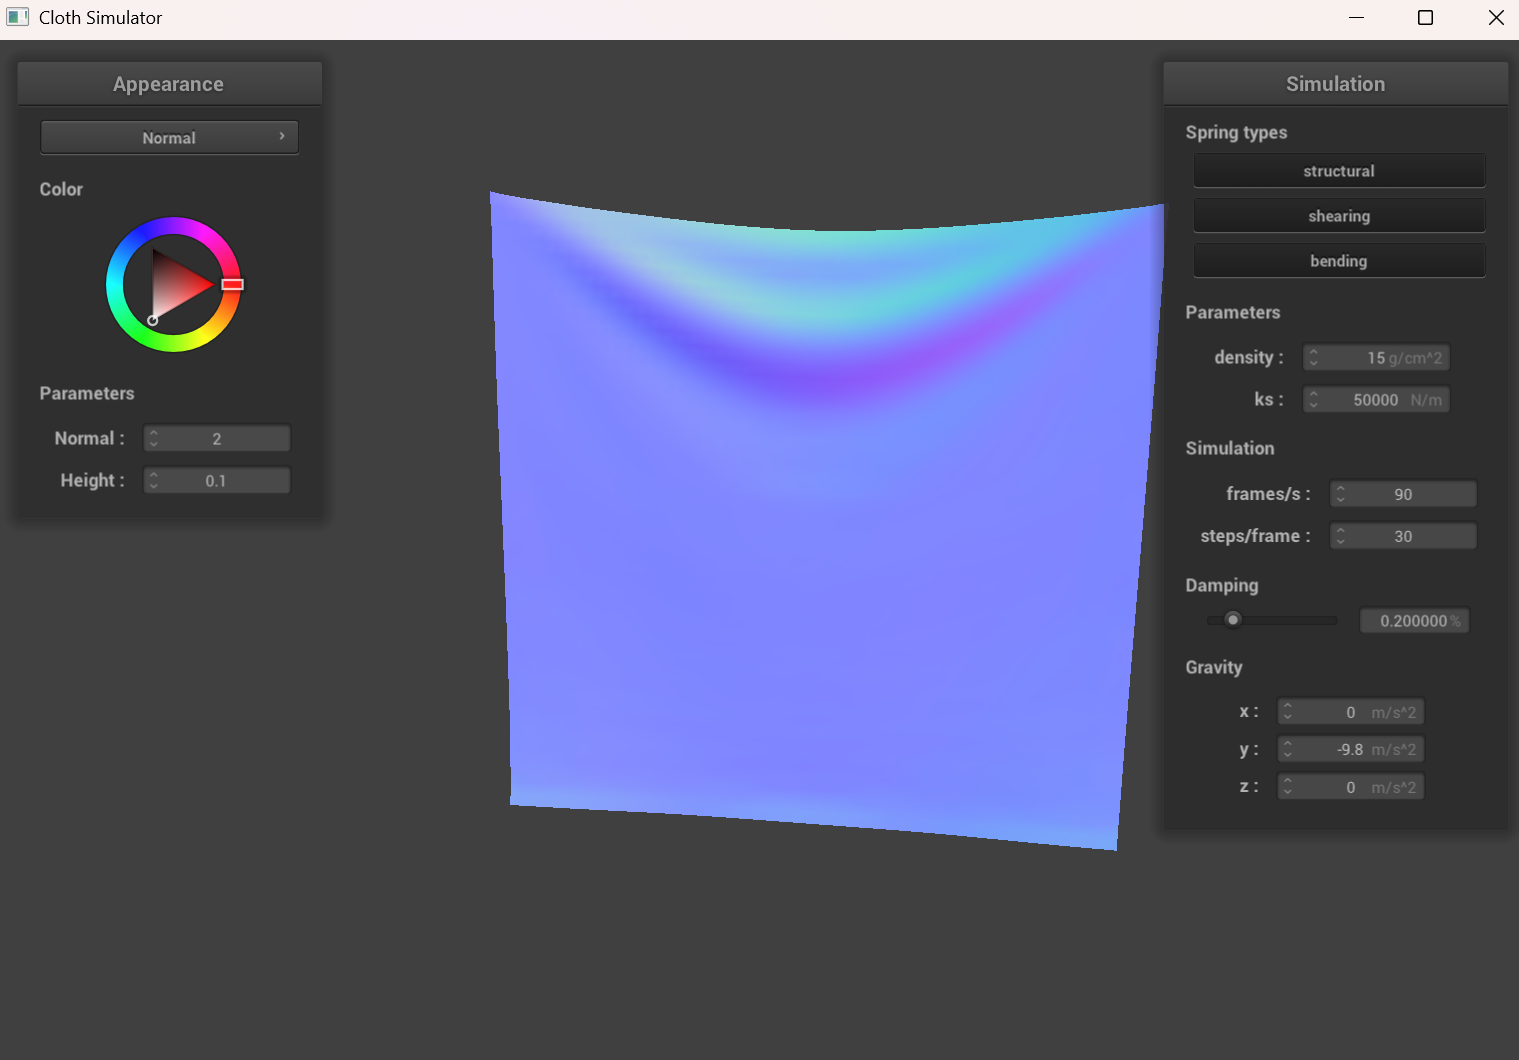 Cloth Simulator
Appearance
Normal
Color
Parameters
Normal : 2
Height : 0.1
Simulation
Spring types
structural
shearing
bending
Parameters
density : 15 g/cm^2
ks : 50000 N/m
Simulation
frames/s : 90
steps/frame : 30
Damping
0.200000 %
Gravity
x : 0 m/s^2
y : -9.8 m/s^2
z : 0 m/s^2